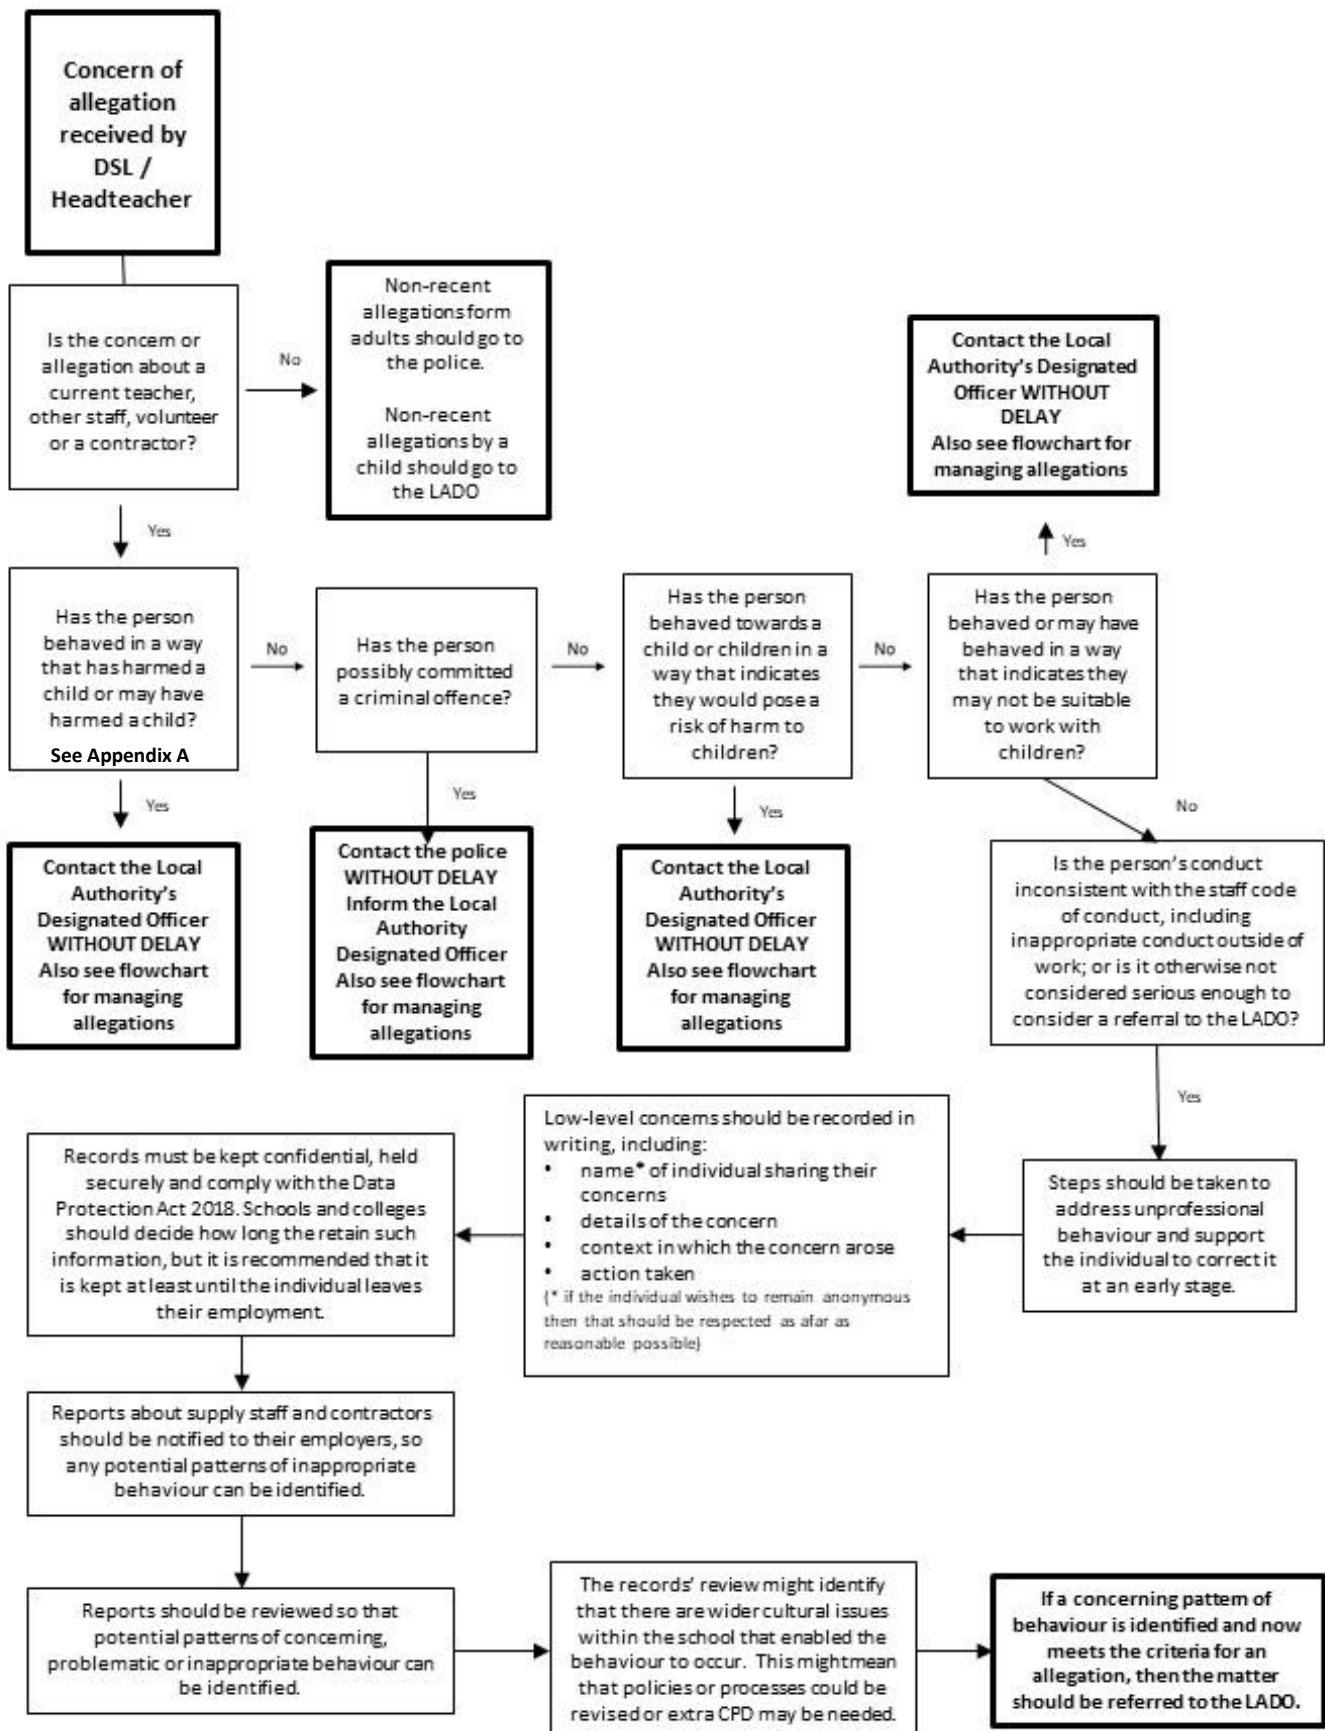 Concern of
allegation
received by
DSL /
Headteacher
Is the concern or
allegation about a
current teacher,
other staff, volunteer
or a contractor?
No
Non-recent
allegations form
adults should go to
the police.
Non-recent
allegations by a
child should go to
the LADO
Yes
Has the person
behaved in a way
that has harmed a
child or may have
harmed a child?
See Appendix A
No
Has the person
possibly committed
a criminal offence?
No
Has the person
behaved towards a
child or children in a
way that indicates
they would pose a
risk of harm to
children?
No
Has the person
behaved or may have
behaved in a way
that indicates they
may not be suitable
to work with
children?
Yes
Contact the Local
Authority's Designated
Officer WITHOUT
DELAY
Also see flowchart for
managing allegations
Yes
Contact the Local
Authority's
Designated Officer
WITHOUT DELAY
Also see flowchart
for managing
allegations
Yes
Contact the police
WITHOUT DELAY
Inform the Local
Authority
Designated Officer
Also see flowchart
for managing
allegations
Yes
Contact the Local
Authority's
Designated Officer
WITHOUT DELAY
Also see flowchart
for managing
allegations
No
Is the person's conduct
inconsistent with the staff code
of conduct, including
inappropriate conduct outside of
work; or is it otherwise not
considered serious enough to
consider a referral to the LADO?
Yes
Steps should be taken to
address unprofessional
behaviour and support
the individual to correct it
at an early stage.
Low-level concerns should be recorded in
writing, including:
• name* of individual sharing their
concerns
• details of the concern
• context in which the concern arose
• action taken
(* if the individual wishes to remain anonymous
then that should be respected as afar as
reasonable possible)
Records must be kept confidential, held
securely and comply with the Data
Protection Act 2018. Schools and colleges
should decide how long the retain such
information, but it is recommended that it
is kept at least until the individual leaves
their employment.
Reports about supply staff and contractors
should be notified to their employers, so
any potential patterns of inappropriate
behaviour can be identified.
Reports should be reviewed so that
potential patterns of concerning,
problematic or inappropriate behaviour can
be identified.
The records' review might identify
that there are wider cultural issues
within the school that enabled the
behaviour to occur. This might mean
that policies or processes could be
revised or extra CPD may be needed.
If a concerning pattern of
behaviour is identified and now
meets the criteria for an
allegation, then the matter
should be referred to the LADO.